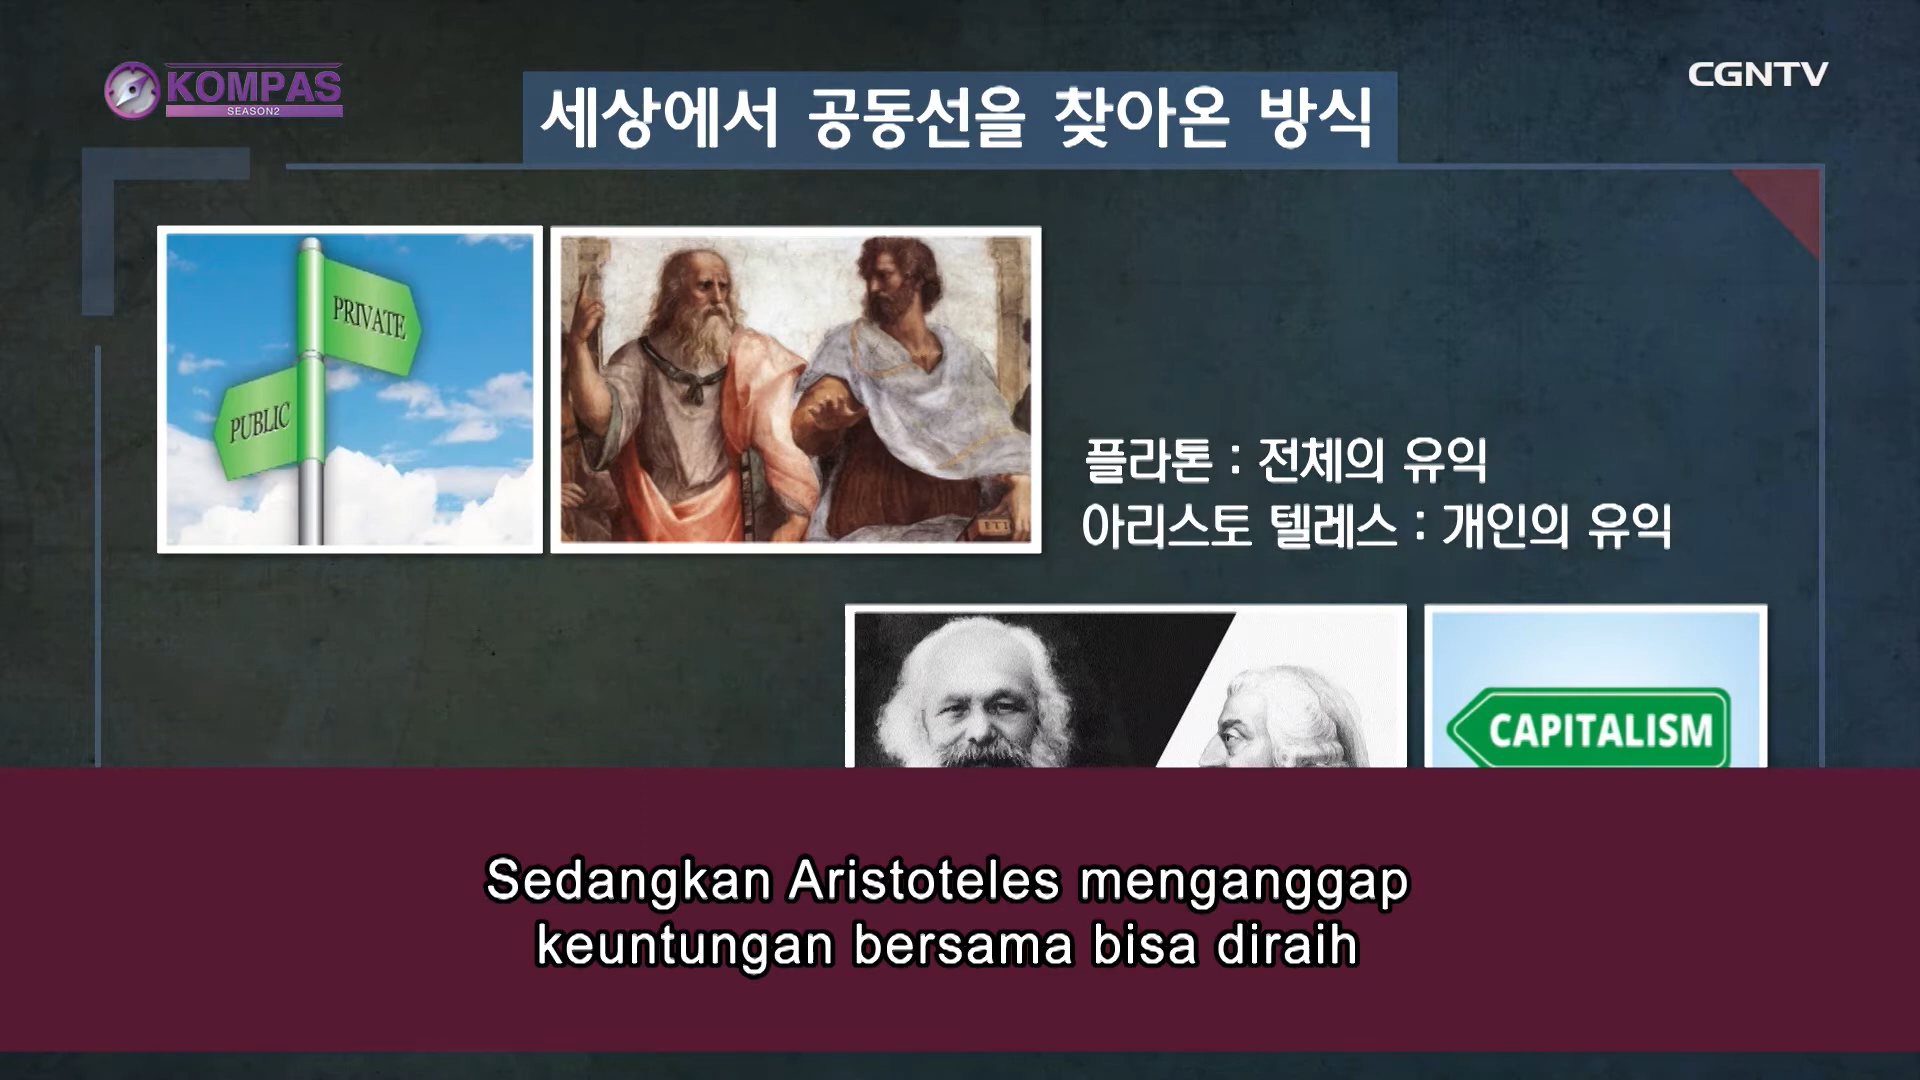 KOMPAS
SEASON2
CGNTV
세상에서 공동선을 찾아온 방식
PRIVATE
PUBLIC
플라톤 : 전체의 유익
아리스토 텔레스 : 개인의 유익
CAPITALISM
Sedangkan Aristoteles menganggap
keuntungan bersama bisa diraih